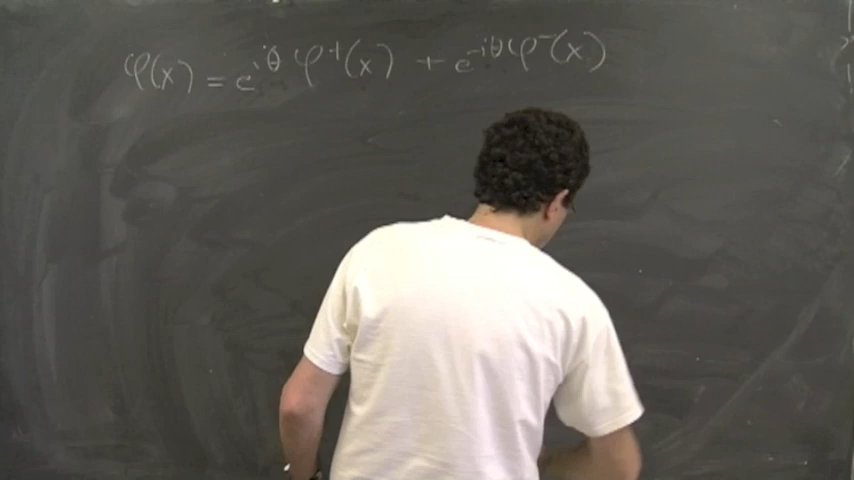 φ(x) = e^{iθ} φ⁺(x) + e^{-iθ} φ⁻(x)